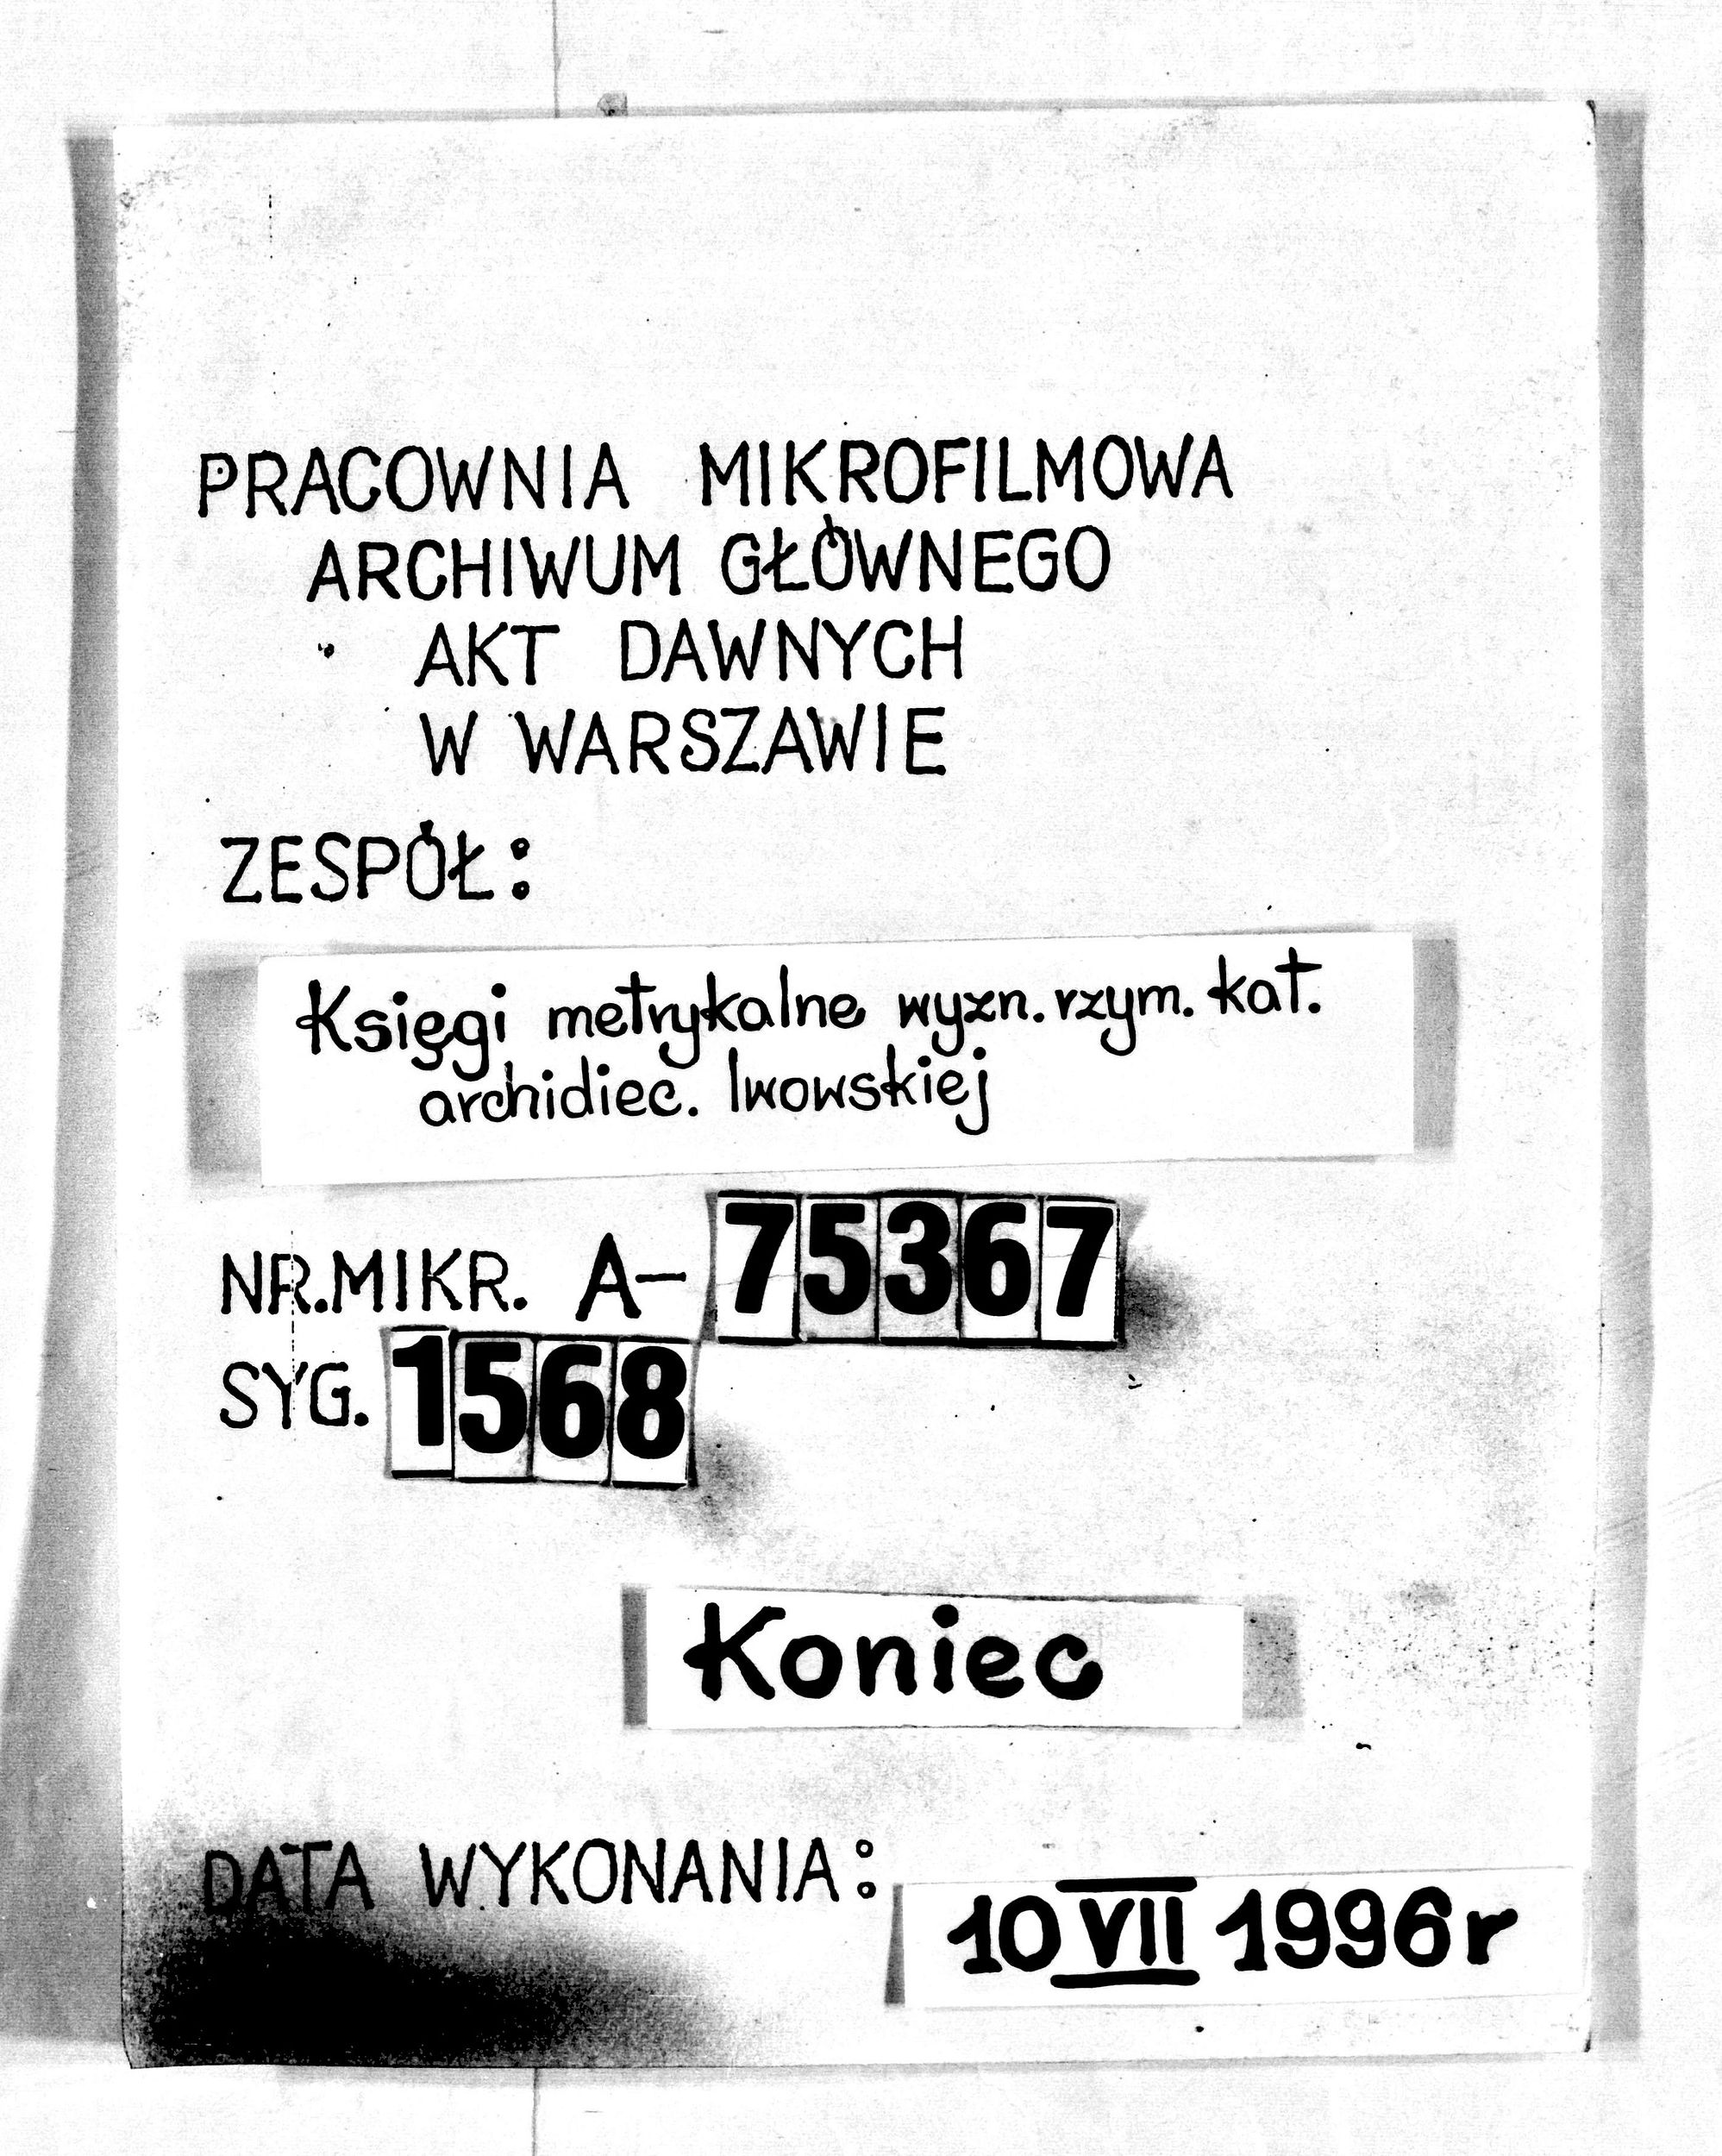 PRACOWNIA MIKROFILMOWA
ARCHIWUM GŁÓWNEGO
AKT DAWNYCH
W WARSZAWIE
ZESPÓŁ:
Księgi metrykalne wyzn. rzym. kat.
archidiec. lwowskiej
NR.MIKR. A- 75367
SYG. 1568
Koniec
DATA WYKONANIA: 10 VII 1996r